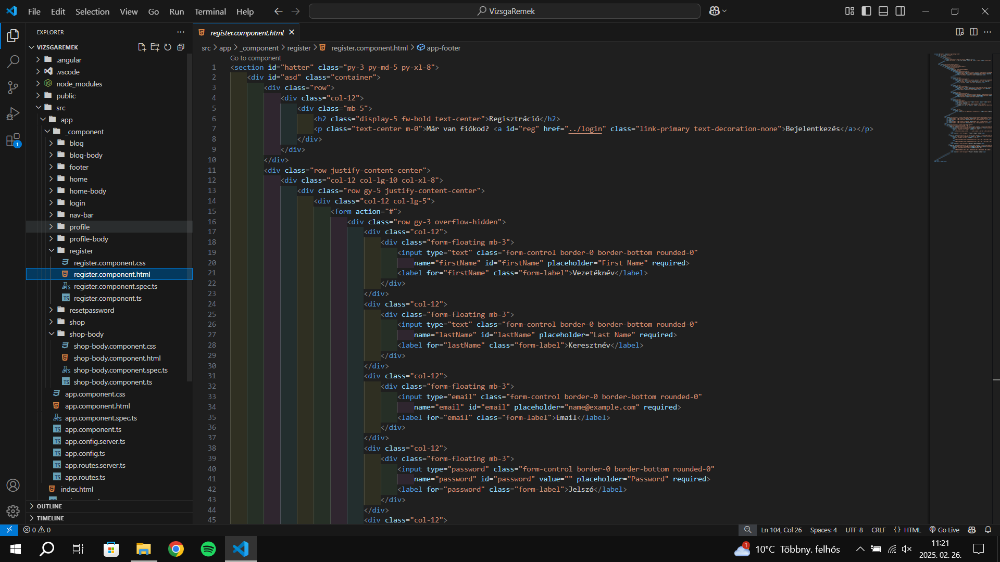 File Edit Selection View Go Run Terminal Help
VizsgaRemek
EXPLORER
VIZSGAREMEK
.angular
.vscode
node_modules
public
src
app
_component
blog
blog-body
footer
home
home-body
login
nav-bar
profile
profile-body
register
register.component.css
register.component.html
register.component.spec.ts
register.component.ts
resetpassword
shop
shop-body
shop-body.component.css
shop-body.component.html
shop-body.component.spec.ts
shop-body.component.ts
app.component.css
app.component.html
app.component.spec.ts
app.component.ts
app.config.server.ts
app.config.ts
app.routes.server.ts
app.routes.ts
index.html
OUTLINE
TIMELINE
1
register.component.html
src > app > _component > register > register.component.html > app-footer
Go to component
1 <section id="hatter" class="py-3 py-md-5 py-xl-8">
2 <div id="asd" class="container">
3 <div class="row">
4 <div class="col-12">
5 <div class="mb-5">
6 <h2 class="display-5 fw-bold text-center">Regisztráció</h2>
7 <p class="text-center m-0">Már van fiókod? <a id="reg" href="../login" class="link-primary text-decoration-none">Bejelentkezés</a></p>
8 </div>
9 </div>
10 </div>
11 <div class="row justify-content-center">
12 <div class="col-12 col-lg-10 col-xl-8">
13 <div class="row gy-5 justify-content-center">
14 <div class="col-12 col-lg-5">
15 <form action="#">
16 <div class="row gy-3 overflow-hidden">
17 <div class="col-12">
18 <div class="form-floating mb-3">
19 <input type="text" class="form-control border-0 border-bottom rounded-0"
20 name="firstName" id="firstName" placeholder="First Name" required>
21 <label for="firstName" class="form-label">Vezetéknév</label>
22 </div>
23 </div>
24 <div class="col-12">
25 <div class="form-floating mb-3">
26 <input type="text" class="form-control border-0 border-bottom rounded-0"
27 name="lastName" id="lastName" placeholder="Last Name" required>
28 <label for="lastName" class="form-label">Keresztnév</label>
29 </div>
30 </div>
31 <div class="col-12">
32 <div class="form-floating mb-3">
33 <input type="email" class="form-control border-0 border-bottom rounded-0"
34 name="email" id="email" placeholder="name@example.com" required>
35 <label for="email" class="form-label">Email</label>
36 </div>
37 </div>
38 <div class="col-12">
39 <div class="form-floating mb-3">
40 <input type="password" class="form-control border-0 border-bottom rounded-0"
41 name="password" id="password" value="" placeholder="Password" required>
42 <label for="password" class="form-label">Jelszó</label>
43 </div>
44 </div>
45 <div class="col-12">
0 0
Ln 104, Col 26 Spaces: 4 UTF-8 CRLF {} HTML Go Live
1 10°C Többny. felhős
11:21
2025. 02. 26.